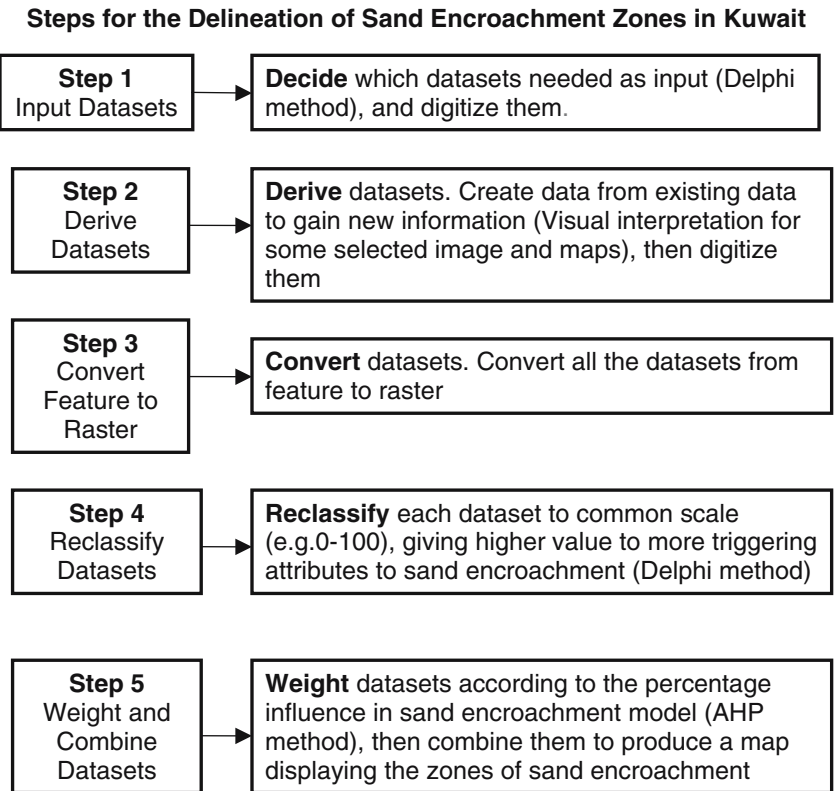 Steps for the Delineation of Sand Encroachment Zones in Kuwait
Step 1
Input Datasets
Decide which datasets needed as input (Delphi
method), and digitize them.
Step 2
Derive
Datasets
Derive datasets. Create data from existing data
to gain new information (Visual interpretation for
some selected image and maps), then digitize
them
Step 3
Convert
Feature to
Raster
Convert datasets. Convert all the datasets from
feature to raster
Step 4
Reclassify
Datasets
Reclassify each dataset to common scale
(e.g.0-100), giving higher value to more triggering
attributes to sand encroachment (Delphi method)
Step 5
Weight and
Combine
Datasets
Weight datasets according to the percentage
influence in sand encroachment model (AHP
method), then combine them to produce a map
displaying the zones of sand encroachment